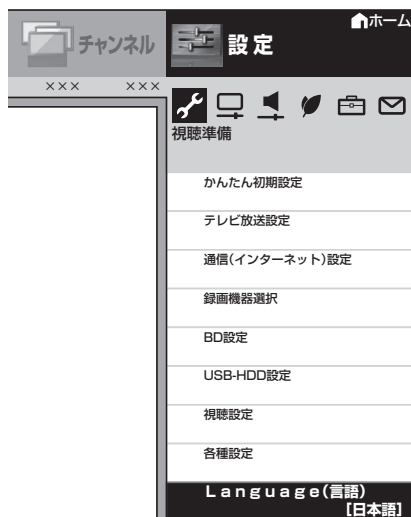 チャンネル
設定
ホーム
××× ×××
視聴準備
かんたん初期設定
テレビ放送設定
通信(インターネット)設定
録画機器選択
BD設定
USB-HDD設定
視聴設定
各種設定
Language(言語)
[日本語]